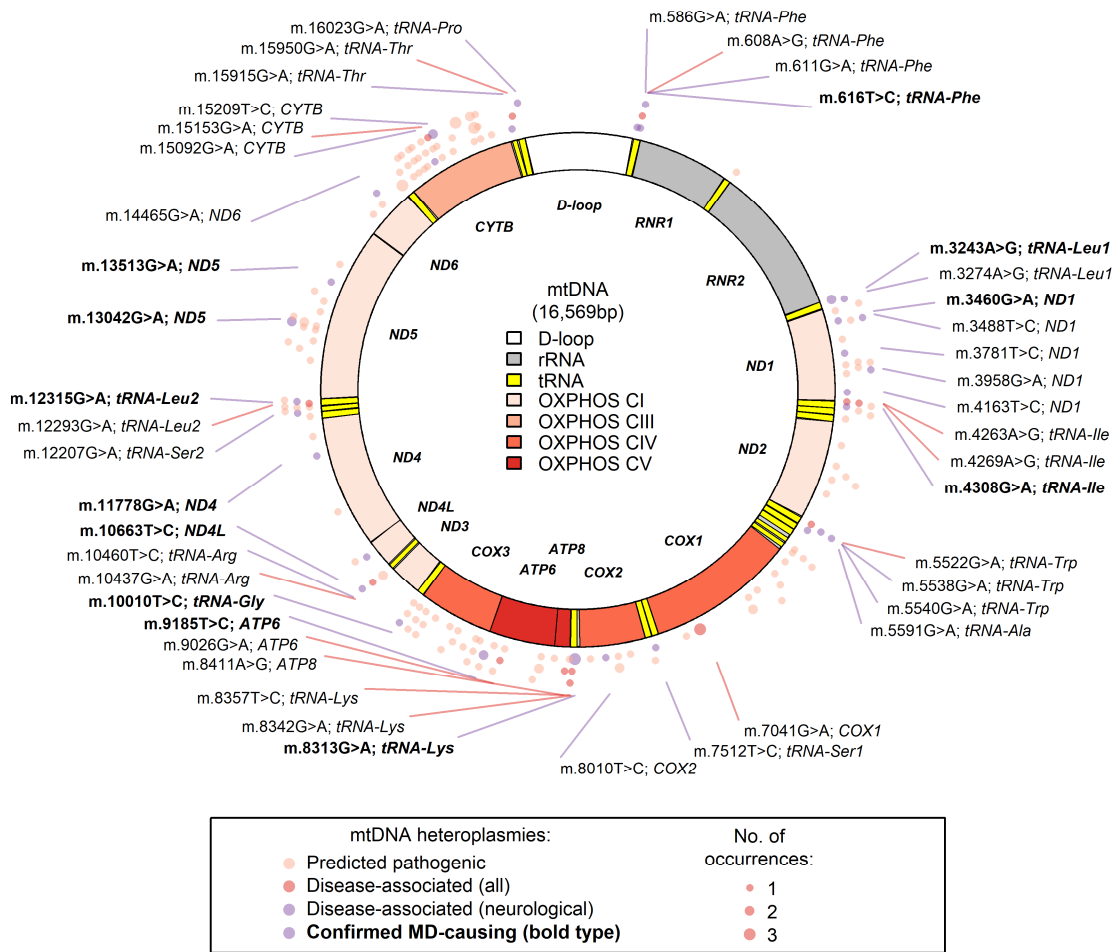 m.16023G>A; tRNA-Pro
m.15950G>A; tRNA-Thr
m.15915G>A; tRNA-Thr
m.15209T>C; CYTB
m.15153G>A; CYTB
m.15092G>A; CYTB
m.14465G>A; ND6
m.13513G>A; ND5
m.13042G>A; ND5
m.12315G>A; tRNA-Leu2
m.12293G>A; tRNA-Leu2
m.12207G>A; tRNA-Ser2
m.11778G>A; ND4
m.10663T>C; ND4L
m.10460T>C; tRNA-Arg
m.10437G>A; tRNA-Arg
m.10010T>C; tRNA-Gly
m.9185T>C; ATP6
m.9026G>A; ATP6
m.8411A>G; ATP8
m.8357T>C; tRNA-Lys
m.8342G>A; tRNA-Lys
m.8313G>A; tRNA-Lys
m.586G>A; tRNA-Phe
m.608A>G; tRNA-Phe
m.611G>A; tRNA-Phe
m.616T>C; tRNA-Phe
m.3243A>G; tRNA-Leu1
m.3274A>G; tRNA-Leu1
m.3460G>A; ND1
m.3488T>C; ND1
m.3781T>C; ND1
m.3958G>A; ND1
m.4163T>C; ND1
m.4263A>G; tRNA-Ile
m.4269A>G; tRNA-Ile
m.4308G>A; tRNA-Ile
m.5522G>A; tRNA-Trp
m.5538G>A; tRNA-Trp
m.5540G>A; tRNA-Trp
m.5591G>A; tRNA-Ala
m.7041G>A; COX1
m.7512T>C; tRNA-Ser1
m.8010T>C; COX2
D-loop
RNR1
RNR2
ND1
ND2
COX1
COX2
ATP8
ATP6
COX3
ND3
ND4L
ND4
ND5
ND6
CYTB
mtDNA
(16,569bp)
D-loop
rRNA
tRNA
OXPHOS CI
OXPHOS CIII
OXPHOS CIV
OXPHOS CV
mtDNA heteroplasmies:
Predicted pathogenic
Disease-associated (all)
Disease-associated (neurological)
Confirmed MD-causing (bold type)
No. of
occurrences:
1
2
3